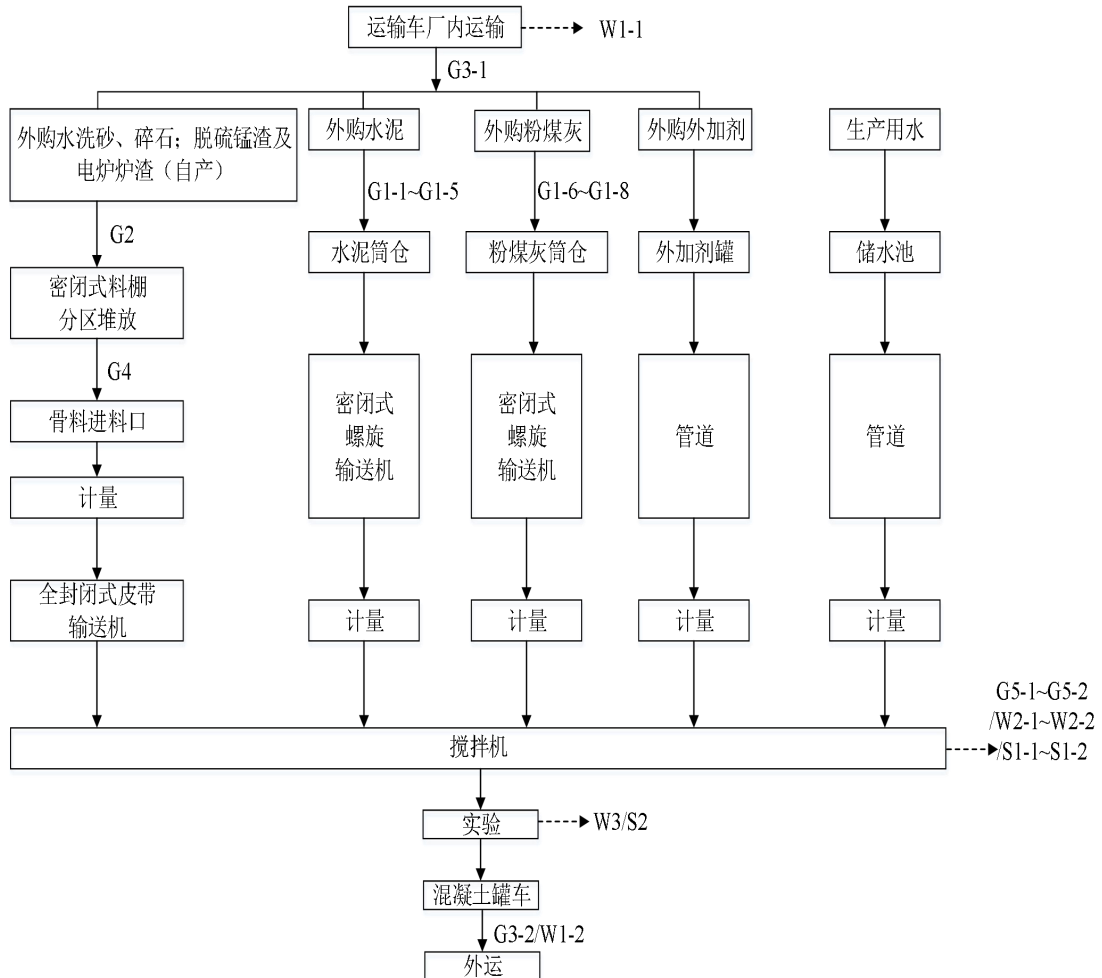 运输车厂内运输
W1-1
G3-1
外购水洗砂、碎石；脱硫锰渣及
电炉炉渣（自产）
外购水泥
外购粉煤灰
外购外加剂
生产用水
G1-1~G1-5
G1-6~G1-8
G2
水泥筒仓
粉煤灰筒仓
外加剂罐
储水池
密闭式料棚
分区堆放
G4
骨料进料口
计量
全封闭式皮带
输送机
密闭式
螺旋
输送机
密闭式
螺旋
输送机
管道
管道
计量
计量
计量
计量
搅拌机
G5-1~G5-2
/W2-1~W2-2
/S1-1~S1-2
实验
W3/S2
混凝土罐车
G3-2/W1-2
外运